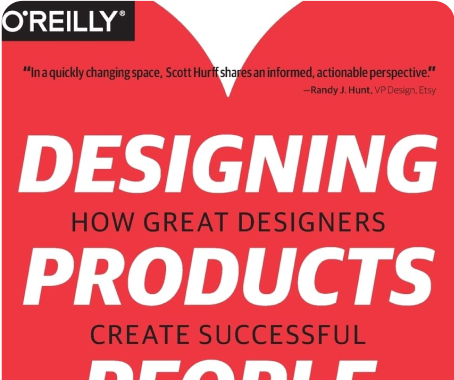 O'REILLY®
“In a quickly changing space, Scott Hurff shares an informed, actionable perspective.”
—Randy J. Hunt, VP Design, Etsy
DESIGNING
HOW GREAT DESIGNERS
PRODUCTS
CREATE SUCCESSFUL
PEOPLE